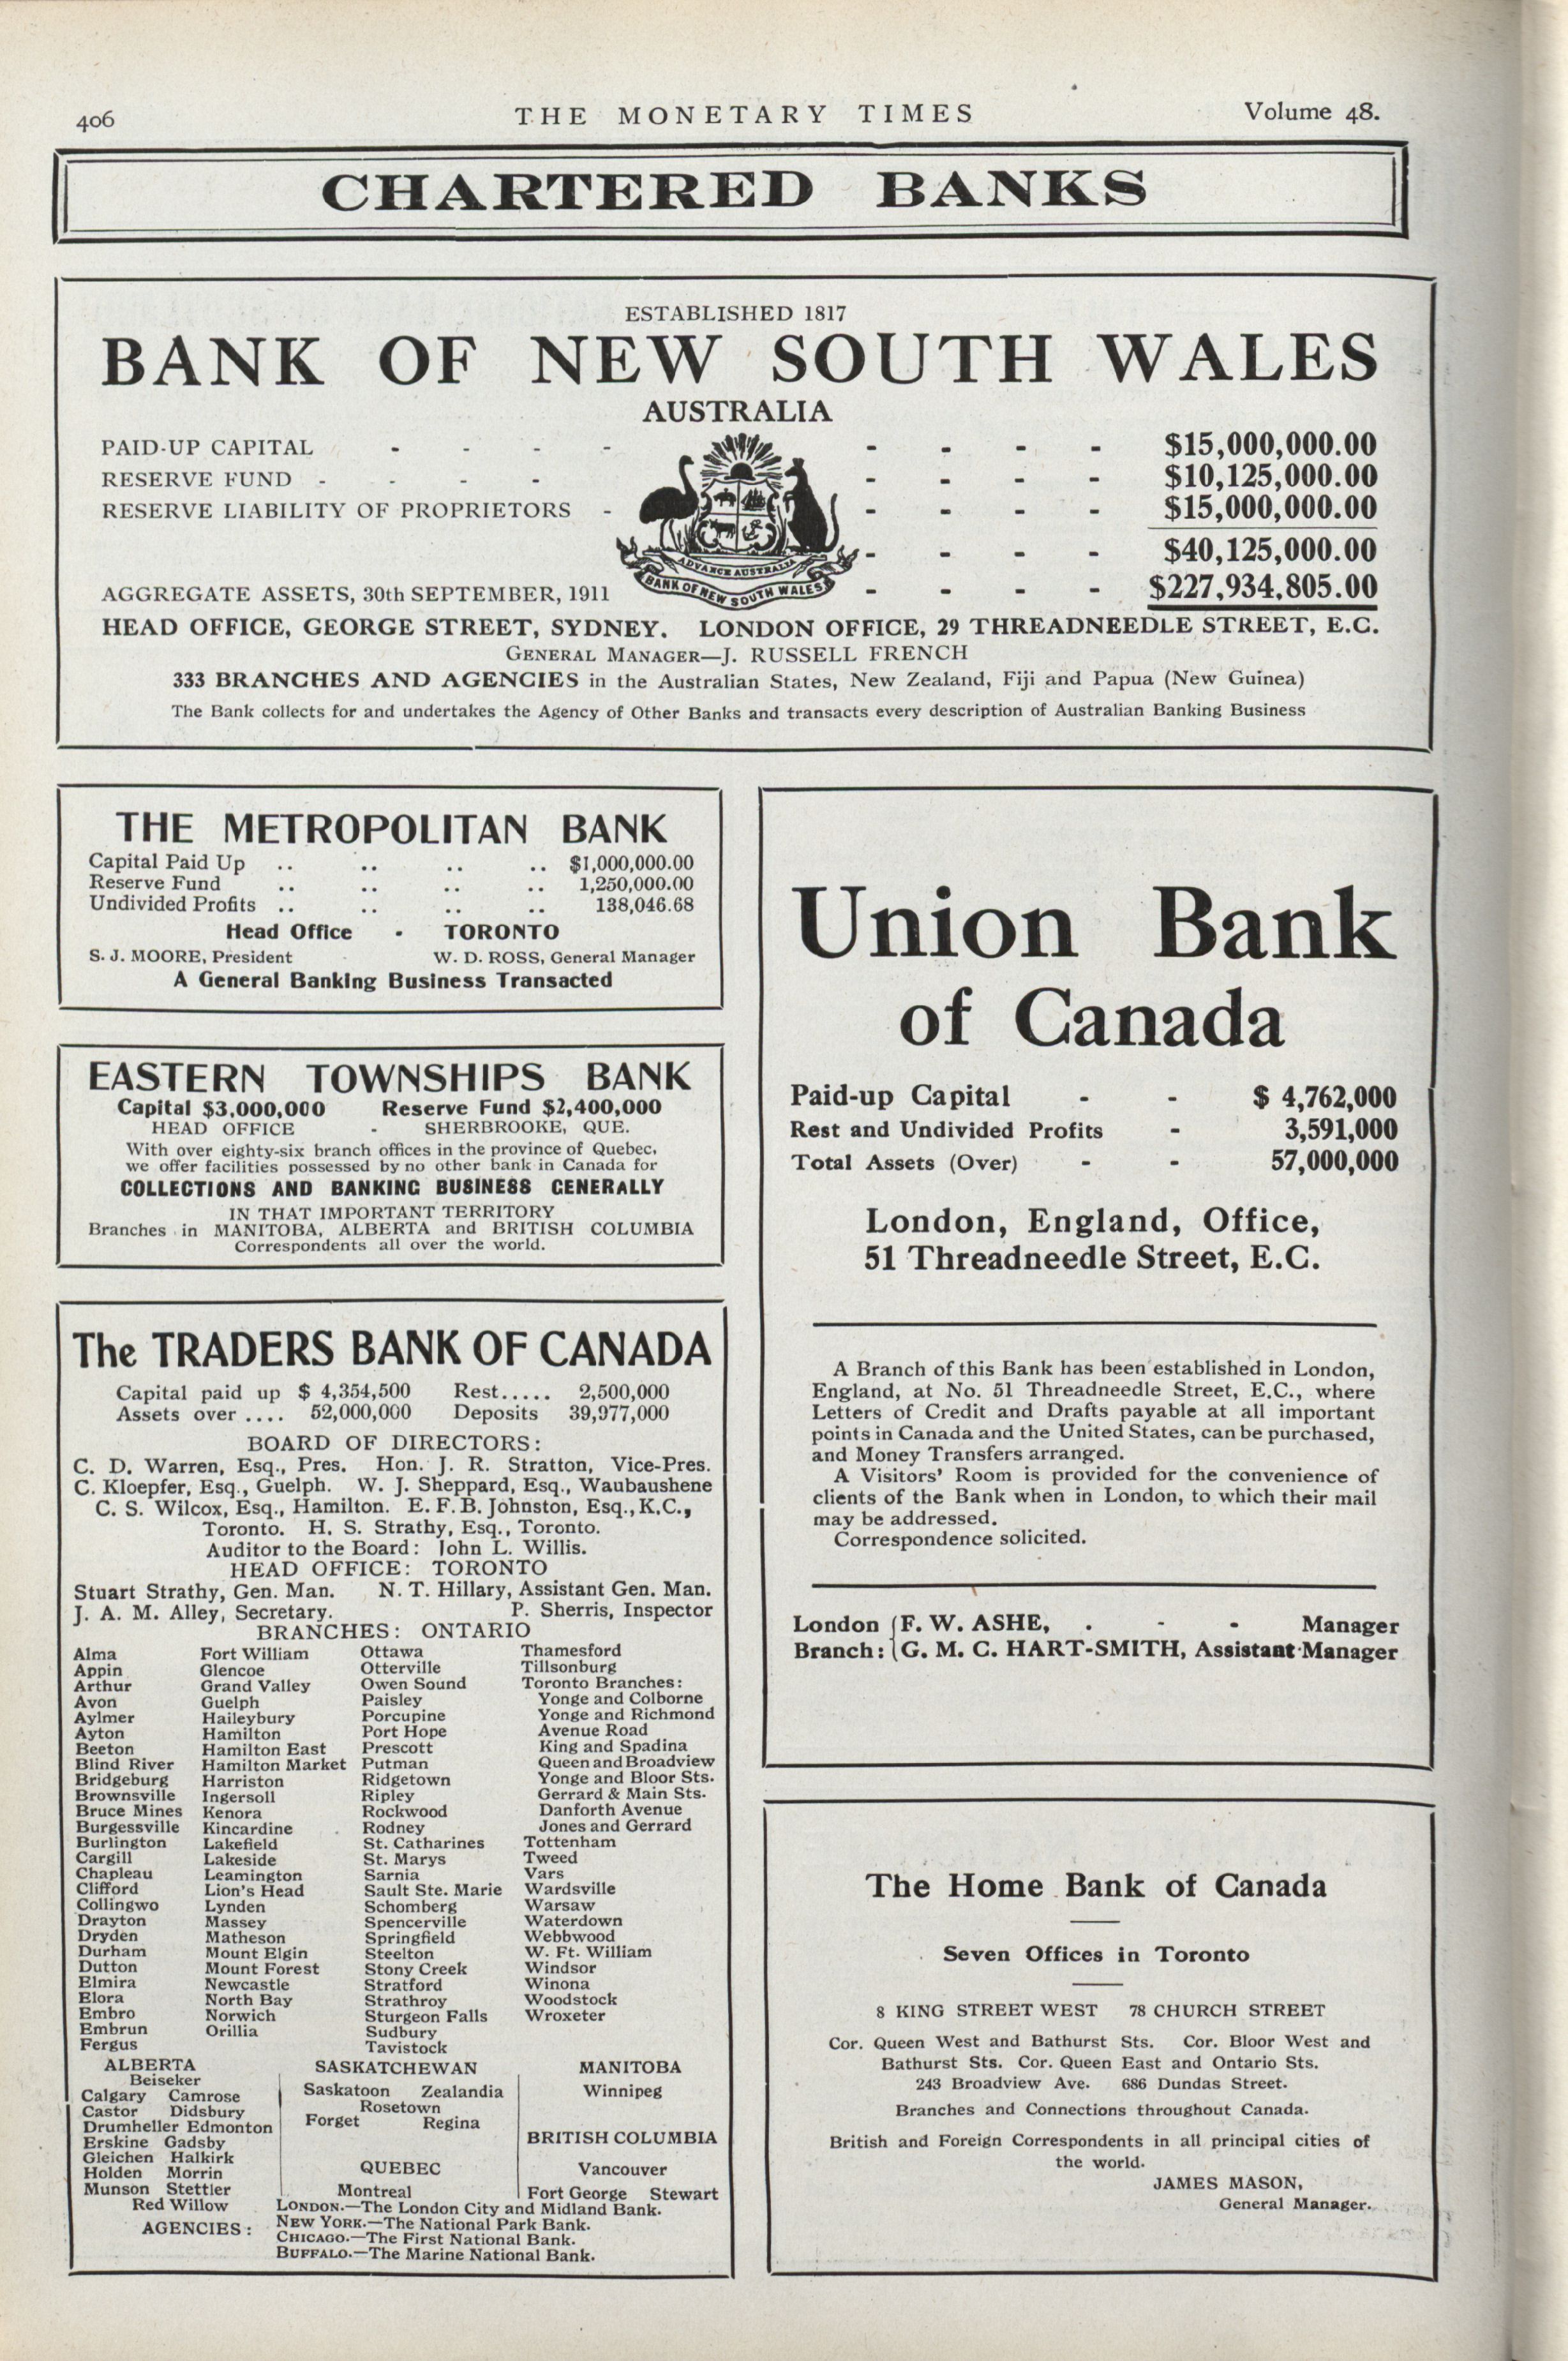 406
THE MONETARY TIMES
Volume 48.
CHARTERED BANKS
ESTABLISHED 1817
BANK OF NEW SOUTH WALES
AUSTRALIA
PAID-UP CAPITAL - - - - - - - - $15,000,000.00
RESERVE FUND - - - - - - - - $10,125,000.00
RESERVE LIABILITY OF PROPRIETORS - - - - - $15,000,000.00
- - - - $40,125,000.00
AGGREGATE ASSETS, 30th SEPTEMBER, 1911 - - - - $227,934,805.00
ADVANCE AUSTRALIA
BANK OF NEW SOUTH WALES
HEAD OFFICE, GEORGE STREET, SYDNEY. LONDON OFFICE, 29 THREADNEEDLE STREET, E.C.
GENERAL MANAGER—J. RUSSELL FRENCH
333 BRANCHES AND AGENCIES in the Australian States, New Zealand, Fiji and Papua (New Guinea)
The Bank collects for and undertakes the Agency of Other Banks and transacts every description of Australian Banking Business
THE METROPOLITAN BANK
Capital Paid Up .. .. .. .. $1,000,000.00
Reserve Fund .. .. .. .. 1,250,000.00
Undivided Profits .. .. .. .. 138,046.68
Head Office - TORONTO
S. J. MOORE, President W. D. ROSS, General Manager
A General Banking Business Transacted
EASTERN TOWNSHIPS BANK
Capital $3,000,000 Reserve Fund $2,400,000
HEAD OFFICE - SHERBROOKE, QUE.
With over eighty-six branch offices in the province of Quebec,
we offer facilities possessed by no other bank in Canada for
COLLECTIONS AND BANKING BUSINESS GENERALLY
IN THAT IMPORTANT TERRITORY
Branches in MANITOBA, ALBERTA and BRITISH COLUMBIA
Correspondents all over the world.
The TRADERS BANK OF CANADA
Capital paid up $ 4,354,500 Rest..... 2,500,000
Assets over .... 52,000,000 Deposits 39,977,000
BOARD OF DIRECTORS:
C. D. Warren, Esq., Pres. Hon. J. R. Stratton, Vice-Pres.
C. Kloepfer, Esq., Guelph. W. J. Sheppard, Esq., Waubaushene
C. S. Wilcox, Esq., Hamilton. E. F. B. Johnston, Esq., K.C.,
Toronto. H. S. Strathy, Esq., Toronto.
Auditor to the Board: John L. Willis.
HEAD OFFICE: TORONTO
Stuart Strathy, Gen. Man. N. T. Hillary, Assistant Gen. Man.
J. A. M. Alley, Secretary. P. Sherris, Inspector
BRANCHES: ONTARIO
Alma
Appin
Arthur
Avon
Aylmer
Ayton
Beeton
Blind River
Bridgeburg
Brownsville
Bruce Mines
Burgessville
Burlington
Cargill
Chapleau
Clifford
Collingwo
Drayton
Dryden
Durham
Dutton
Elmira
Elora
Embro
Embrun
Fergus
Fort William
Glencoe
Grand Valley
Guelph
Haileybury
Hamilton
Hamilton East
Hamilton Market
Harriston
Ingersoll
Kenora
Kincardine
Lakefield
Lakeside
Leamington
Lion's Head
Lynden
Massey
Matheson
Mount Elgin
Mount Forest
Newcastle
North Bay
Norwich
Orillia
Ottawa
Otterville
Owen Sound
Paisley
Porcupine
Port Hope
Prescott
Putman
Ridgetown
Ripley
Rockwood
Rodney
St. Catharines
St. Marys
Sarnia
Sault Ste. Marie
Schomberg
Spencerville
Springfield
Steelton
Stony Creek
Stratford
Strathroy
Sturgeon Falls
Sudbury
Tavistock
Thamesford
Tillsonburg
Toronto Branches:
Yonge and Colborne
Yonge and Richmond
Avenue Road
King and Spadina
Queen and Broadview
Yonge and Bloor Sts.
Gerrard & Main Sts.
Danforth Avenue
Jones and Gerrard
Tottenham
Tweed
Vars
Wardsville
Warsaw
Waterdown
Webbwood
W. Ft. William
Windsor
Winona
Woodstock
Wroxeter
ALBERTA
Beiseker
Calgary Camrose
Castor Didsbury
Drumheller Edmonton
Erskine Gadsby
Gleichen Halkirk
Holden Morrin
Munson Stettler
Red Willow
SASKATCHEWAN
Saskatoon Zealandia
Rosetown
Forget Regina
QUEBEC
Montreal
MANITOBA
Winnipeg
BRITISH COLUMBIA
Vancouver
Fort George Stewart
AGENCIES:
LONDON.—The London City and Midland Bank.
NEW YORK.—The National Park Bank.
CHICAGO.—The First National Bank.
BUFFALO.—The Marine National Bank.
Union Bank
of Canada
Paid-up Capital - - $ 4,762,000
Rest and Undivided Profits - 3,591,000
Total Assets (Over) - - 57,000,000
London, England, Office,
51 Threadneedle Street, E.C.
A Branch of this Bank has been established in London,
England, at No. 51 Threadneedle Street, E.C., where
Letters of Credit and Drafts payable at all important
points in Canada and the United States, can be purchased,
and Money Transfers arranged.
A Visitors' Room is provided for the convenience of
clients of the Bank when in London, to which their mail
may be addressed.
Correspondence solicited.
London { F. W. ASHE, - - - Manager
Branch: { G. M. C. HART-SMITH, Assistant Manager
The Home Bank of Canada
Seven Offices in Toronto
8 KING STREET WEST 78 CHURCH STREET
Cor. Queen West and Bathurst Sts. Cor. Bloor West and
Bathurst Sts. Cor. Queen East and Ontario Sts.
243 Broadview Ave. 686 Dundas Street.
Branches and Connections throughout Canada.
British and Foreign Correspondents in all principal cities of
the world.
JAMES MASON,
General Manager.